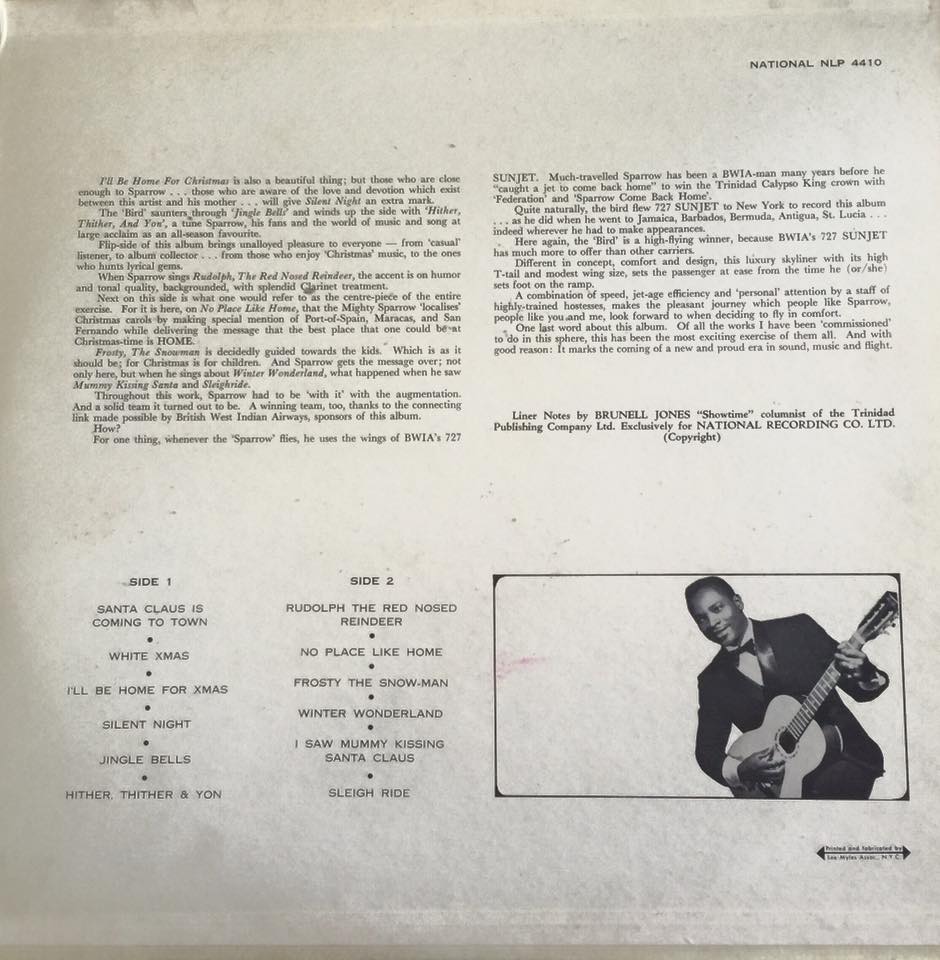 NATIONAL NLP 4410
I'll Be Home For Christmas is also a beautiful thing; but those who are close
enough to Sparrow . . . those who are aware of the love and devotion which exist
between this artist and his mother . . . will give Silent Night an extra mark.
The 'Bird' saunters through 'Jingle Bells' and winds up the side with 'Hither,
Thither, And Yon', a tune Sparrow, his fans and the world of music and song at
large acclaim as an all-season favourite.
Flip-side of this album brings unalloyed pleasure to everyone — from 'casual'
listener, to album collector . . . from those who enjoy 'Christmas' music, to the ones
who hunts lyrical gems.
When Sparrow sings Rudolph, The Red Nosed Reindeer, the accent is on humor
and tonal quality, backgrounded, with splendid Clarinet treatment.
Next on this side is what one would refer to as the centre-piece of the entire
exercise. For it is here, on No Place Like Home, that the Mighty Sparrow 'localises'
Christmas carols by making special mention of Port-of-Spain, Maracas, and San
Fernando while delivering the message that the best place that one could be at
Christmas-time is HOME.
Frosty, The Snowman is decidedly guided towards the kids. Which is as it
should be; for Christmas is for children. And Sparrow gets the message over; not
only here, but when he sings about Winter Wonderland, what happened when he saw
Mummy Kissing Santa and Sleighride.
Throughout this work, Sparrow had to be 'with it' with the augmentation.
And a solid team it turned out to be. A winning team, too, thanks to the connecting
link made possible by British West Indian Airways, sponsors of this album.
How?
For one thing, whenever the 'Sparrow' flies, he uses the wings of BWIA's 727
SUNJET. Much-travelled Sparrow has been a BWIA-man many years before he
"caught a jet to come back home" to win the Trinidad Calypso King crown with
'Federation' and 'Sparrow Come Back Home'.
Quite naturally, the bird flew 727 SUNJET to New York to record this album
. . . as he did when he went to Jamaica, Barbados, Bermuda, Antigua, St. Lucia . . .
indeed wherever he had to make appearances.
Here again, the 'Bird' is a high-flying winner, because BWIA's 727 SUNJET
has much more to offer than other carriers.
Different in concept, comfort and design, this luxury skyliner with its high
T-tail and modest wing size, sets the passenger at ease from the time he (or/she)
sets foot on the ramp.
A combination of speed, jet-age efficiency and 'personal' attention by a staff of
highly-trained hostesses, makes the pleasant journey which people like Sparrow,
people like you and me, look forward to when deciding to fly in comfort.
One last word about this album. Of all the works I have been 'commissioned'
to do in this sphere, this has been the most exciting exercise of them all. And with
good reason: It marks the coming of a new and proud era in sound, music and flight.
Liner Notes by BRUNELL JONES "Showtime" columnist of the Trinidad
Publishing Company Ltd. Exclusively for NATIONAL RECORDING CO. LTD.
(Copyright)
SIDE 1
SANTA CLAUS IS
COMING TO TOWN
•
WHITE XMAS
•
I'LL BE HOME FOR XMAS
•
SILENT NIGHT
•
JINGLE BELLS
•
HITHER, THITHER & YON
SIDE 2
RUDOLPH THE RED NOSED
REINDEER
•
NO PLACE LIKE HOME
•
FROSTY THE SNOW-MAN
•
WINTER WONDERLAND
•
I SAW MUMMY KISSING
SANTA CLAUS
•
SLEIGH RIDE
Printed and fabricated by
Lee-Myles Assoc., N.Y.C.